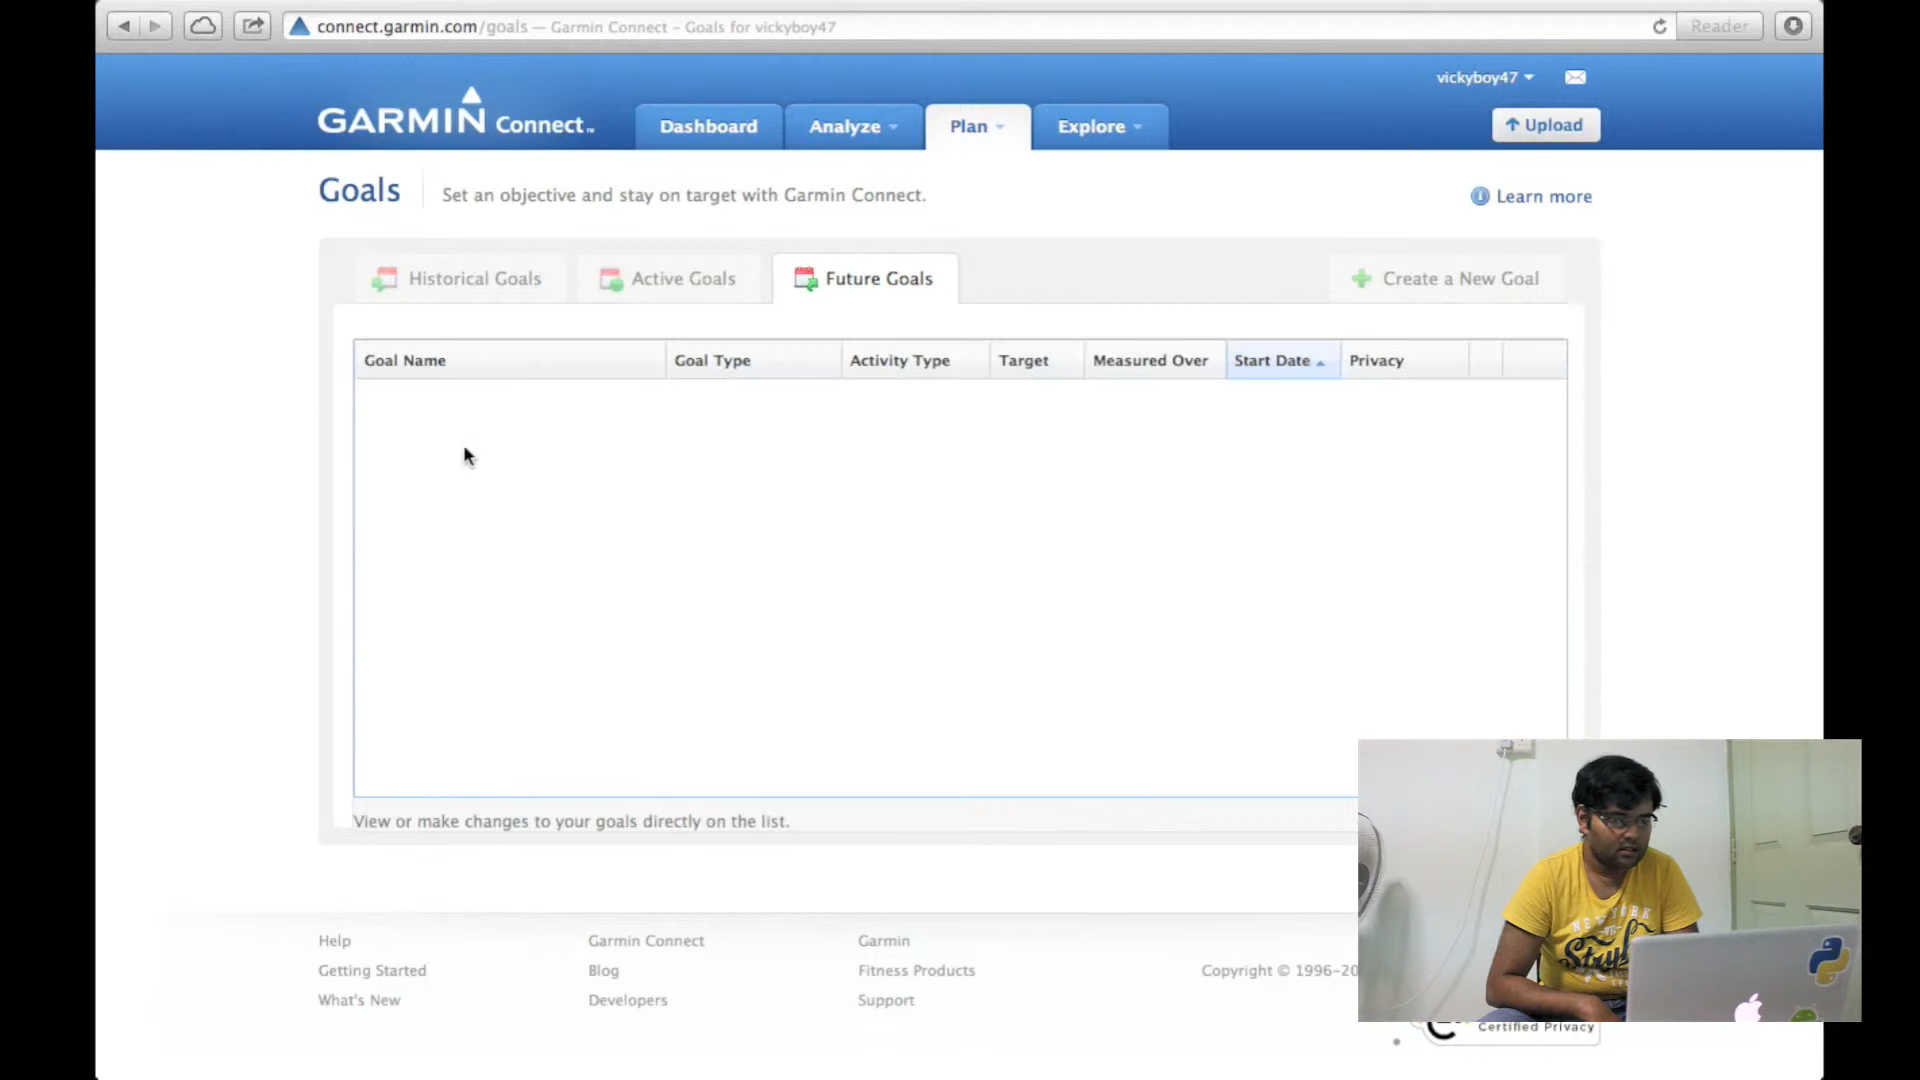 connect.garmin.com/goals — Garmin Connect – Goals for vickyboy47
Reader
vickyboy47
GARMIN Connect™
Dashboard
Analyze
Plan
Explore
Upload
Goals
Set an objective and stay on target with Garmin Connect.
Learn more
Historical Goals
Active Goals
Future Goals
Create a New Goal
Goal Name
Goal Type
Activity Type
Target
Measured Over
Start Date
Privacy
View or make changes to your goals directly on the list.
Help
Garmin Connect
Garmin
Getting Started
Blog
Fitness Products
Copyright © 1996-20
What's New
Developers
Support
NEW YORK
Certified Privacy